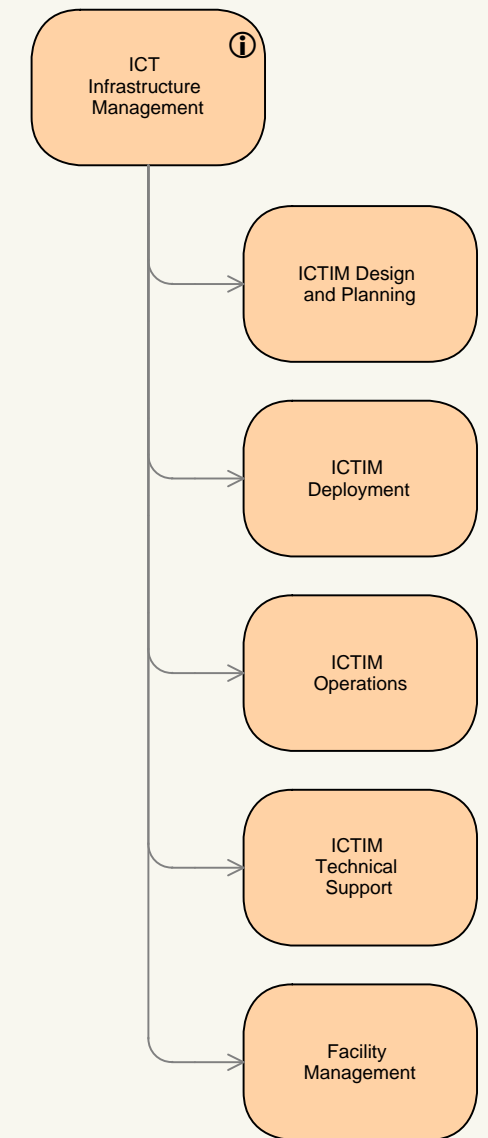 ICT
Infrastructure
Management
ICTIM Design
and Planning
ICTIM
Deployment
ICTIM
Operations
ICTIM
Technical
Support
Facility
Management